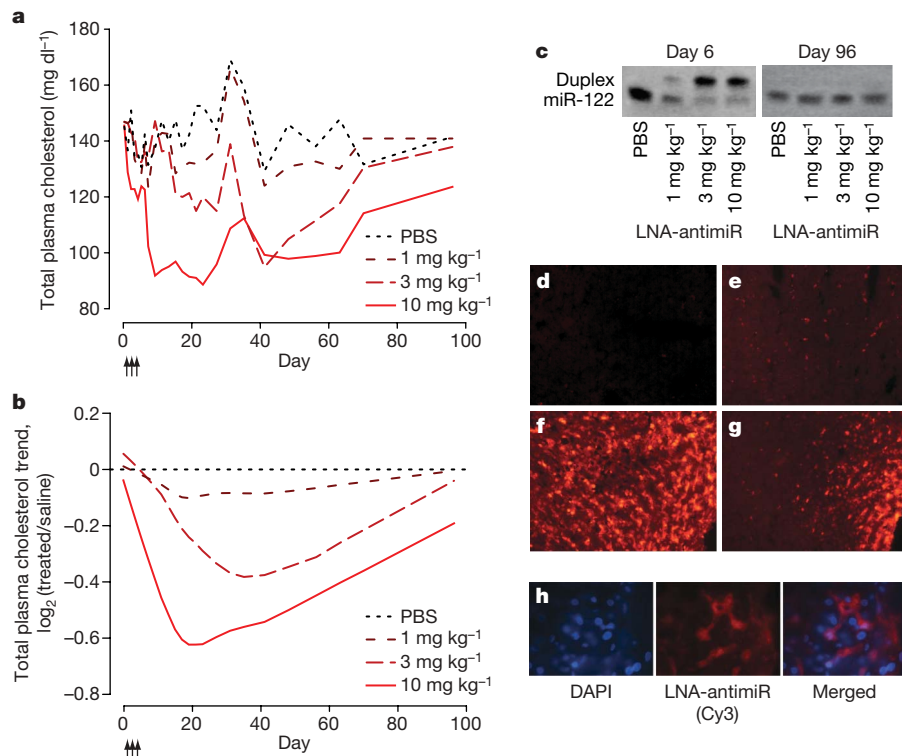 a
Total plasma cholesterol (mg dl⁻¹)
180
160
140
120
100
80
0
20
40
60
80
100
Day
PBS
1 mg kg⁻¹
3 mg kg⁻¹
10 mg kg⁻¹
b
Total plasma cholesterol trend,
log₂ (treated/saline)
0.2
0
−0.2
−0.4
−0.6
−0.8
0
20
40
60
80
100
Day
PBS
1 mg kg⁻¹
3 mg kg⁻¹
10 mg kg⁻¹
c
Day 6
Day 96
Duplex
miR-122
PBS
1 mg kg⁻¹
3 mg kg⁻¹
10 mg kg⁻¹
PBS
1 mg kg⁻¹
3 mg kg⁻¹
10 mg kg⁻¹
LNA-antimiR
LNA-antimiR
d
e
f
g
h
DAPI
LNA-antimiR
(Cy3)
Merged